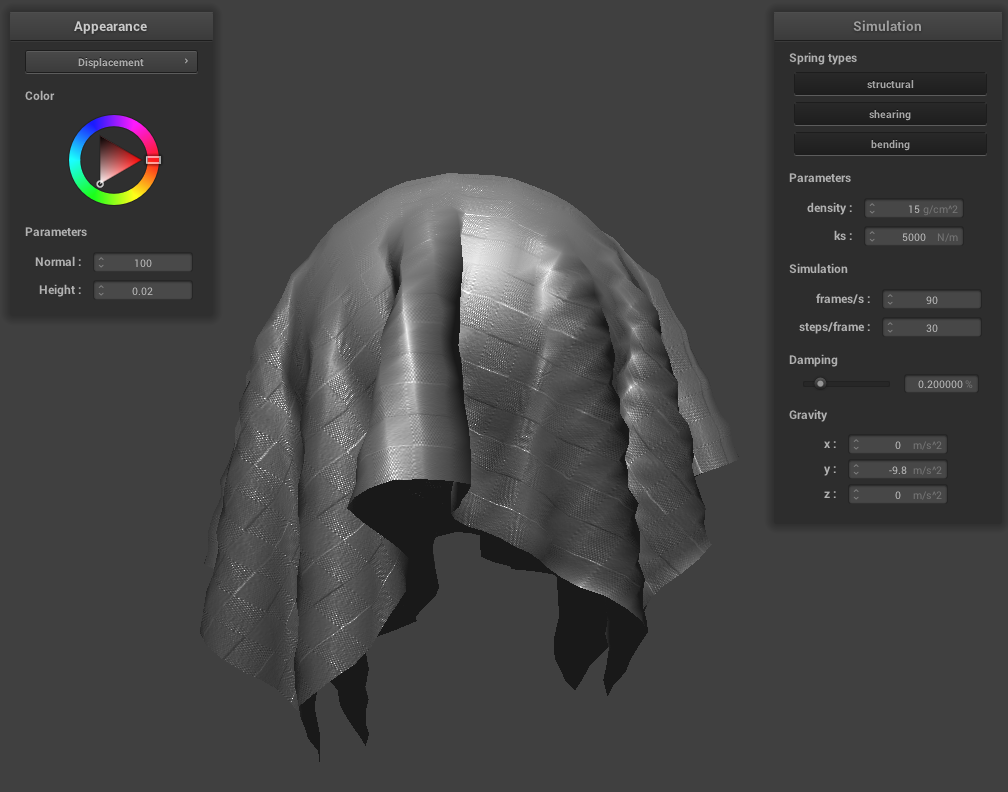 Appearance
Displacement
Color
Parameters
Normal : 100
Height : 0.02
Simulation
Spring types
structural
shearing
bending
Parameters
density : 15 g/cm^2
ks : 5000 N/m
Simulation
frames/s : 90
steps/frame : 30
Damping
0.200000 %
Gravity
x : 0 m/s^2
y : -9.8 m/s^2
z : 0 m/s^2